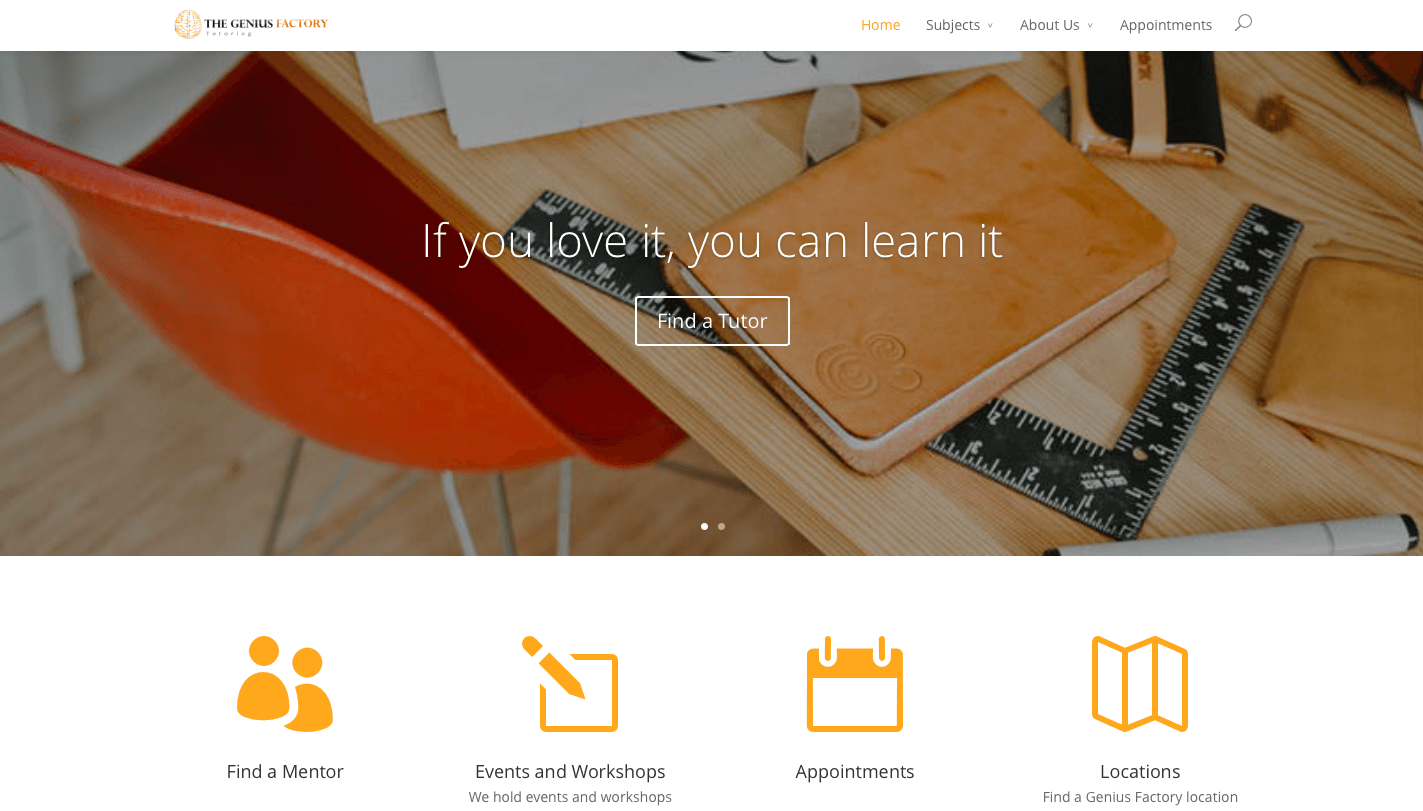 THE GENIUS FACTORY
Tutoring
Home
Subjects
About Us
Appointments
If you love it, you can learn it
Find a Tutor
Find a Mentor
Events and Workshops
We hold events and workshops
Appointments
Locations
Find a Genius Factory location